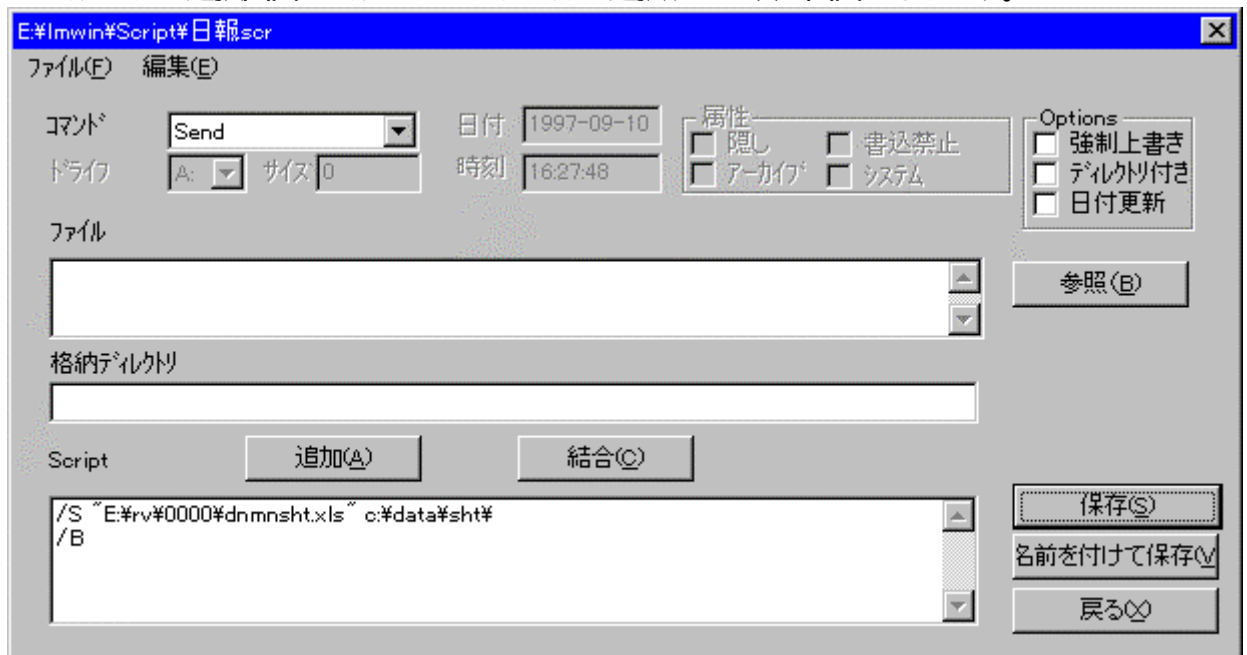 E:¥Imwin¥Script¥日報scr
ファイル(F) 編集(E)
コマンド Send 日付 1997-09-10 属性 Options
隠し 書込禁止 強制上書き
ドライブ A: サイズ 0 時刻 16:27:48 アーカイブ システム ディレクトリ付き
日付更新
ファイル
参照(B)
格納ディレクトリ
Script 追加(A) 結合(C)
/S "E:¥rv¥0000¥dnmnsht.xls" c:¥data¥sht¥
/B
保存(S)
名前を付けて保存(V
戻る(X)